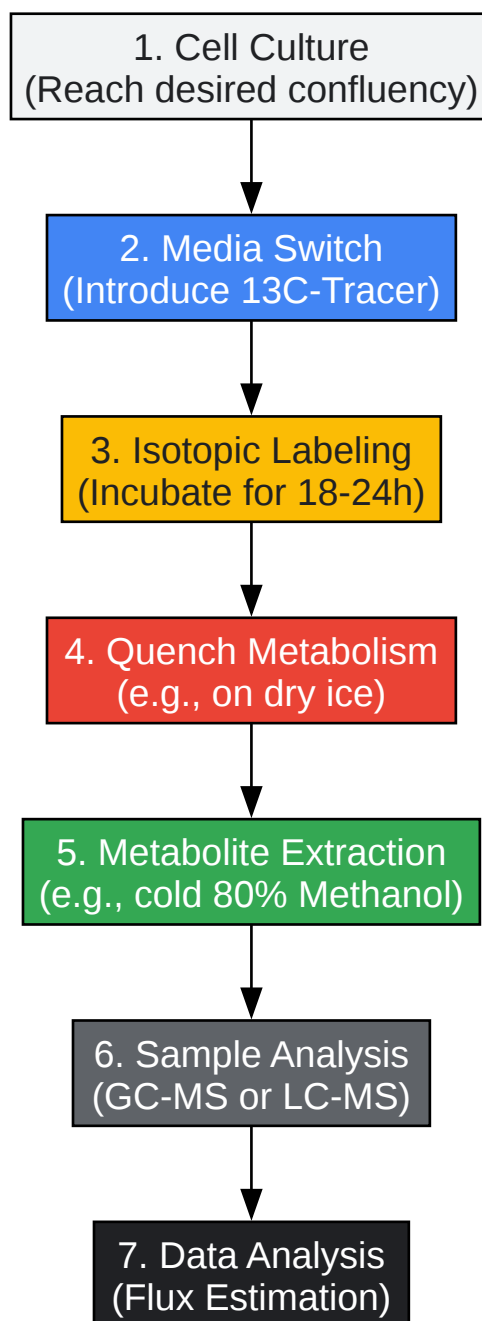 1. Cell Culture
(Reach desired confluency)
2. Media Switch
(Introduce 13C-Tracer)
3. Isotopic Labeling
(Incubate for 18-24h)
4. Quench Metabolism
(e.g., on dry ice)
5. Metabolite Extraction
(e.g., cold 80% Methanol)
6. Sample Analysis
(GC-MS or LC-MS)
7. Data Analysis
(Flux Estimation)